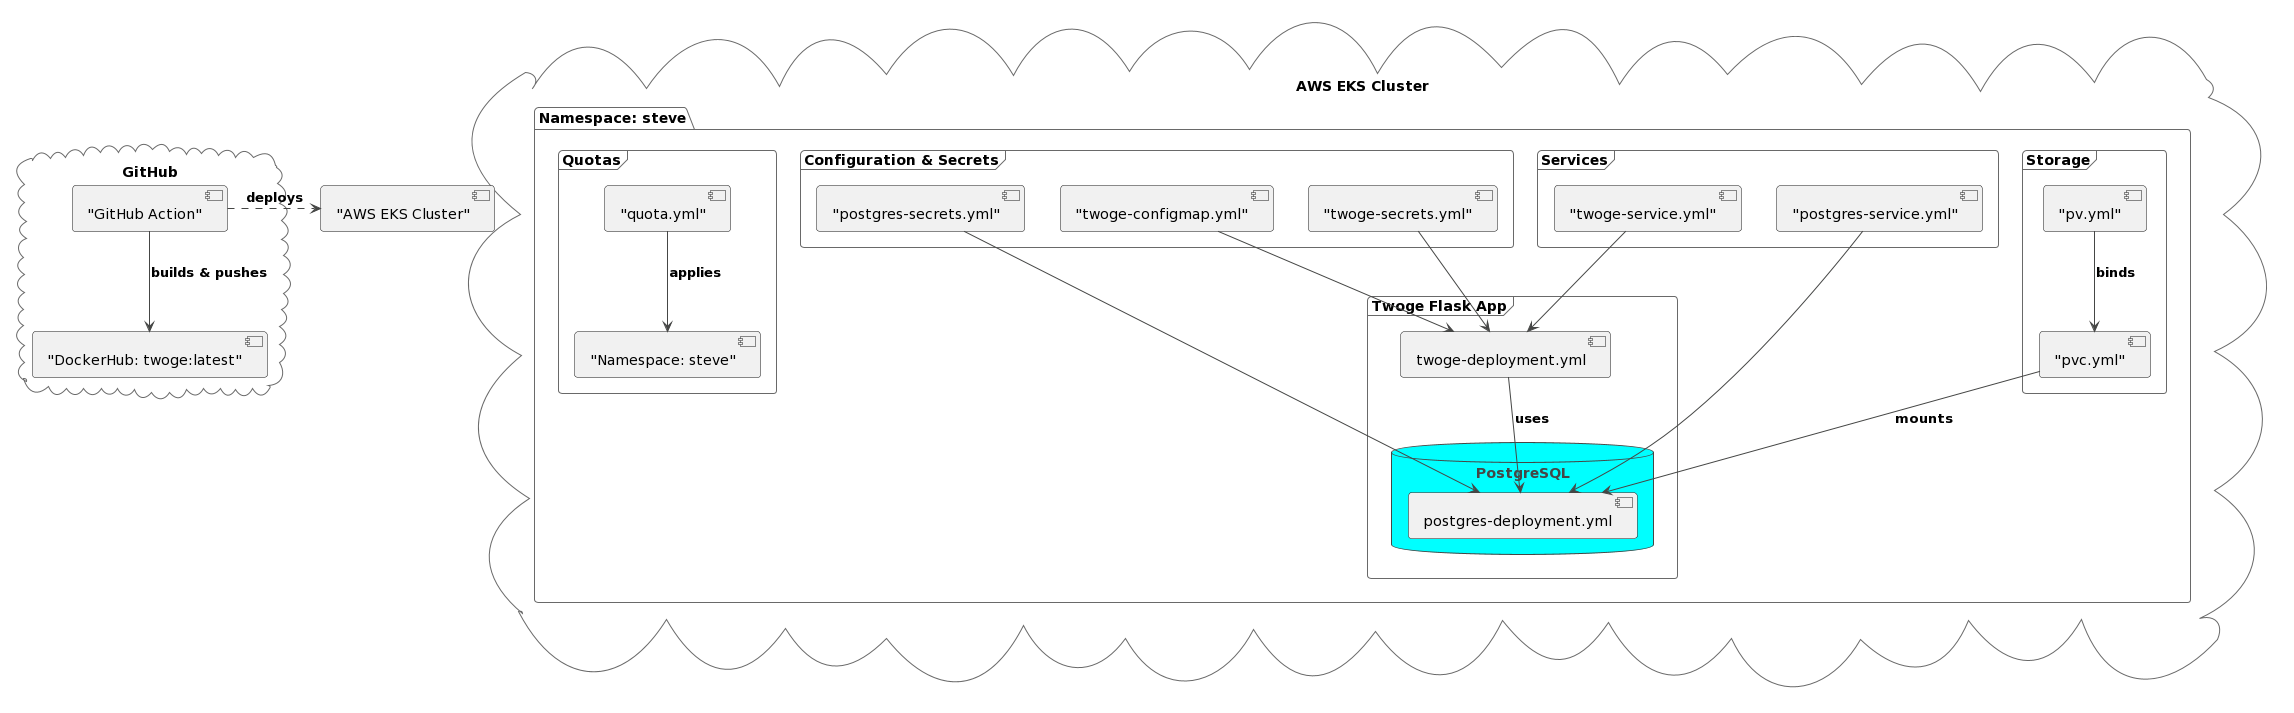 AWS EKS Cluster
Namespace: steve
GitHub
"GitHub Action"
deploys
"AWS EKS Cluster"
builds & pushes
"DockerHub: twoge:latest"
Quotas
"quota.yml"
applies
"Namespace: steve"
Configuration & Secrets
"postgres-secrets.yml"
"twoge-configmap.yml"
"twoge-secrets.yml"
Services
"twoge-service.yml"
"postgres-service.yml"
Storage
"pv.yml"
binds
"pvc.yml"
mounts
Twoge Flask App
twoge-deployment.yml
uses
PostgreSQL
postgres-deployment.yml